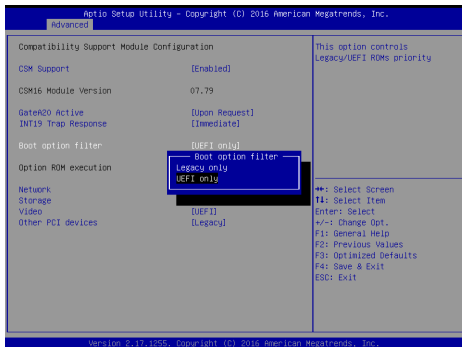 Aptio Setup Utility - Copyright (C) 2016 American Megatrends, Inc.
Advanced
Compatibility Support Module Configuration
CSM Support [Enabled]
CSM16 Module Version 07.79
GateA20 Active [Upon Request]
INT19 Trap Response [Immediate]
Boot option filter [UEFI only]
Option ROM execution
Network
Storage
Video [UEFI]
Other PCI devices [Legacy]
Boot option filter
Legacy only
UEFI only
This option controls
Legacy/UEFI ROMs priority
→←: Select Screen
↑↓: Select Item
Enter: Select
+/-: Change Opt.
F1: General Help
F2: Previous Values
F3: Optimized Defaults
F4: Save & Exit
ESC: Exit
Version 2.17.1255. Copyright (C) 2016 American Megatrends, Inc.